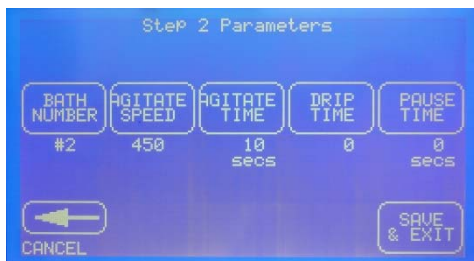 Step 2 Parameters
BATH NUMBER
AGITATE SPEED
AGITATE TIME
DRIP TIME
PAUSE TIME
#2
450
10 secs
0
0 secs
CANCEL
SAVE & EXIT